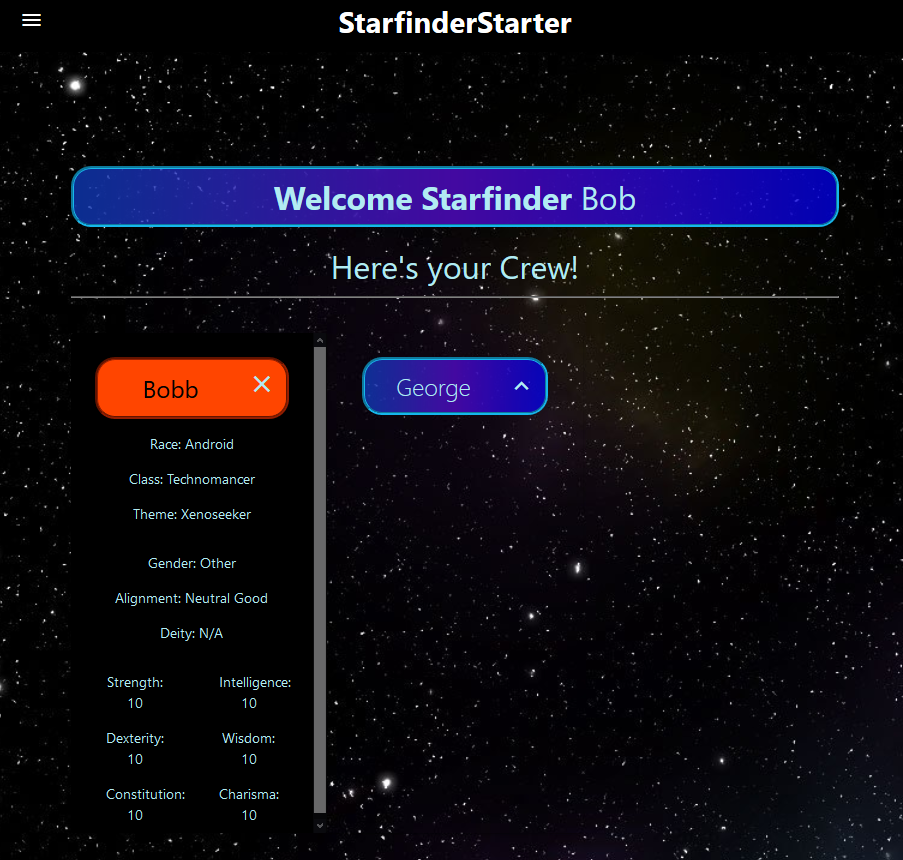 StarfinderStarter
Welcome Starfinder Bob
Here's your Crew!
Bobb
George
Race: Android
Class: Technomancer
Theme: Xenoseeker
Gender: Other
Alignment: Neutral Good
Deity: N/A
Strength: Intelligence:
10 10
Dexterity: Wisdom:
10 10
Constitution: Charisma:
10 10